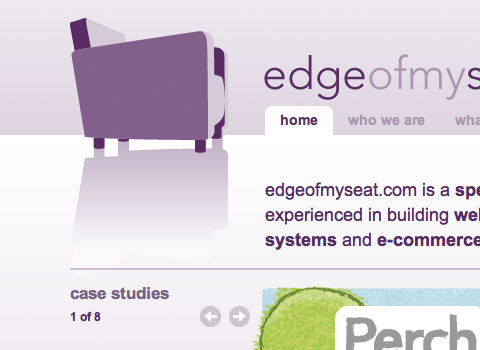 edgeofmys
home who we are wha
edgeofmyseat.com is a spe
experienced in building wel
systems and e-commerce
case studies
1 of 8
Perch